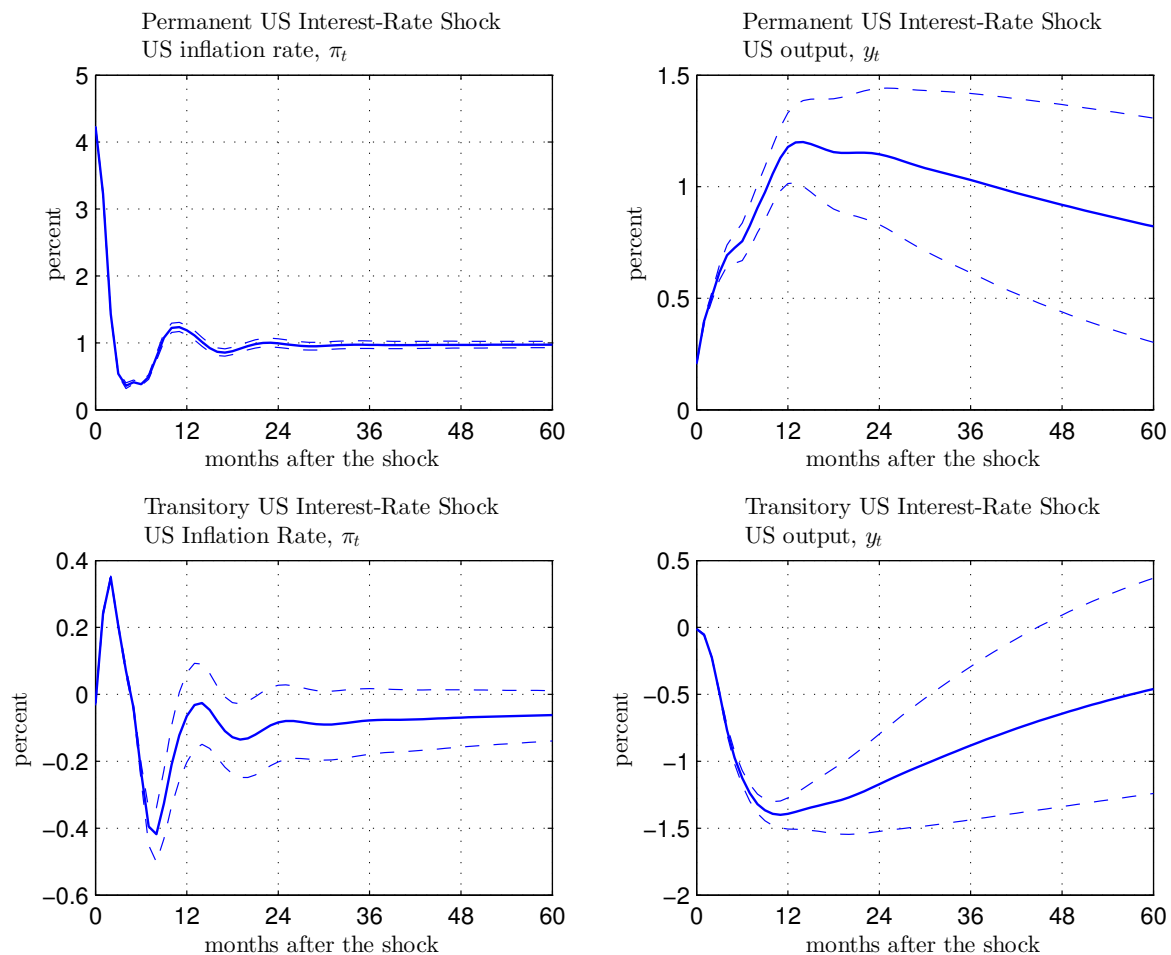 Permanent US Interest-Rate Shock
US inflation rate, πt
percent
5
4
3
2
1
0
0 12 24 36 48 60
months after the shock
Permanent US Interest-Rate Shock
US output, yt
percent
1.5
1
0.5
0
0 12 24 36 48 60
months after the shock
Transitory US Interest-Rate Shock
US Inflation Rate, πt
percent
0.4
0.2
0
−0.2
−0.4
−0.6
0 12 24 36 48 60
months after the shock
Transitory US Interest-Rate Shock
US output, yt
percent
0.5
0
−0.5
−1
−1.5
−2
0 12 24 36 48 60
months after the shock